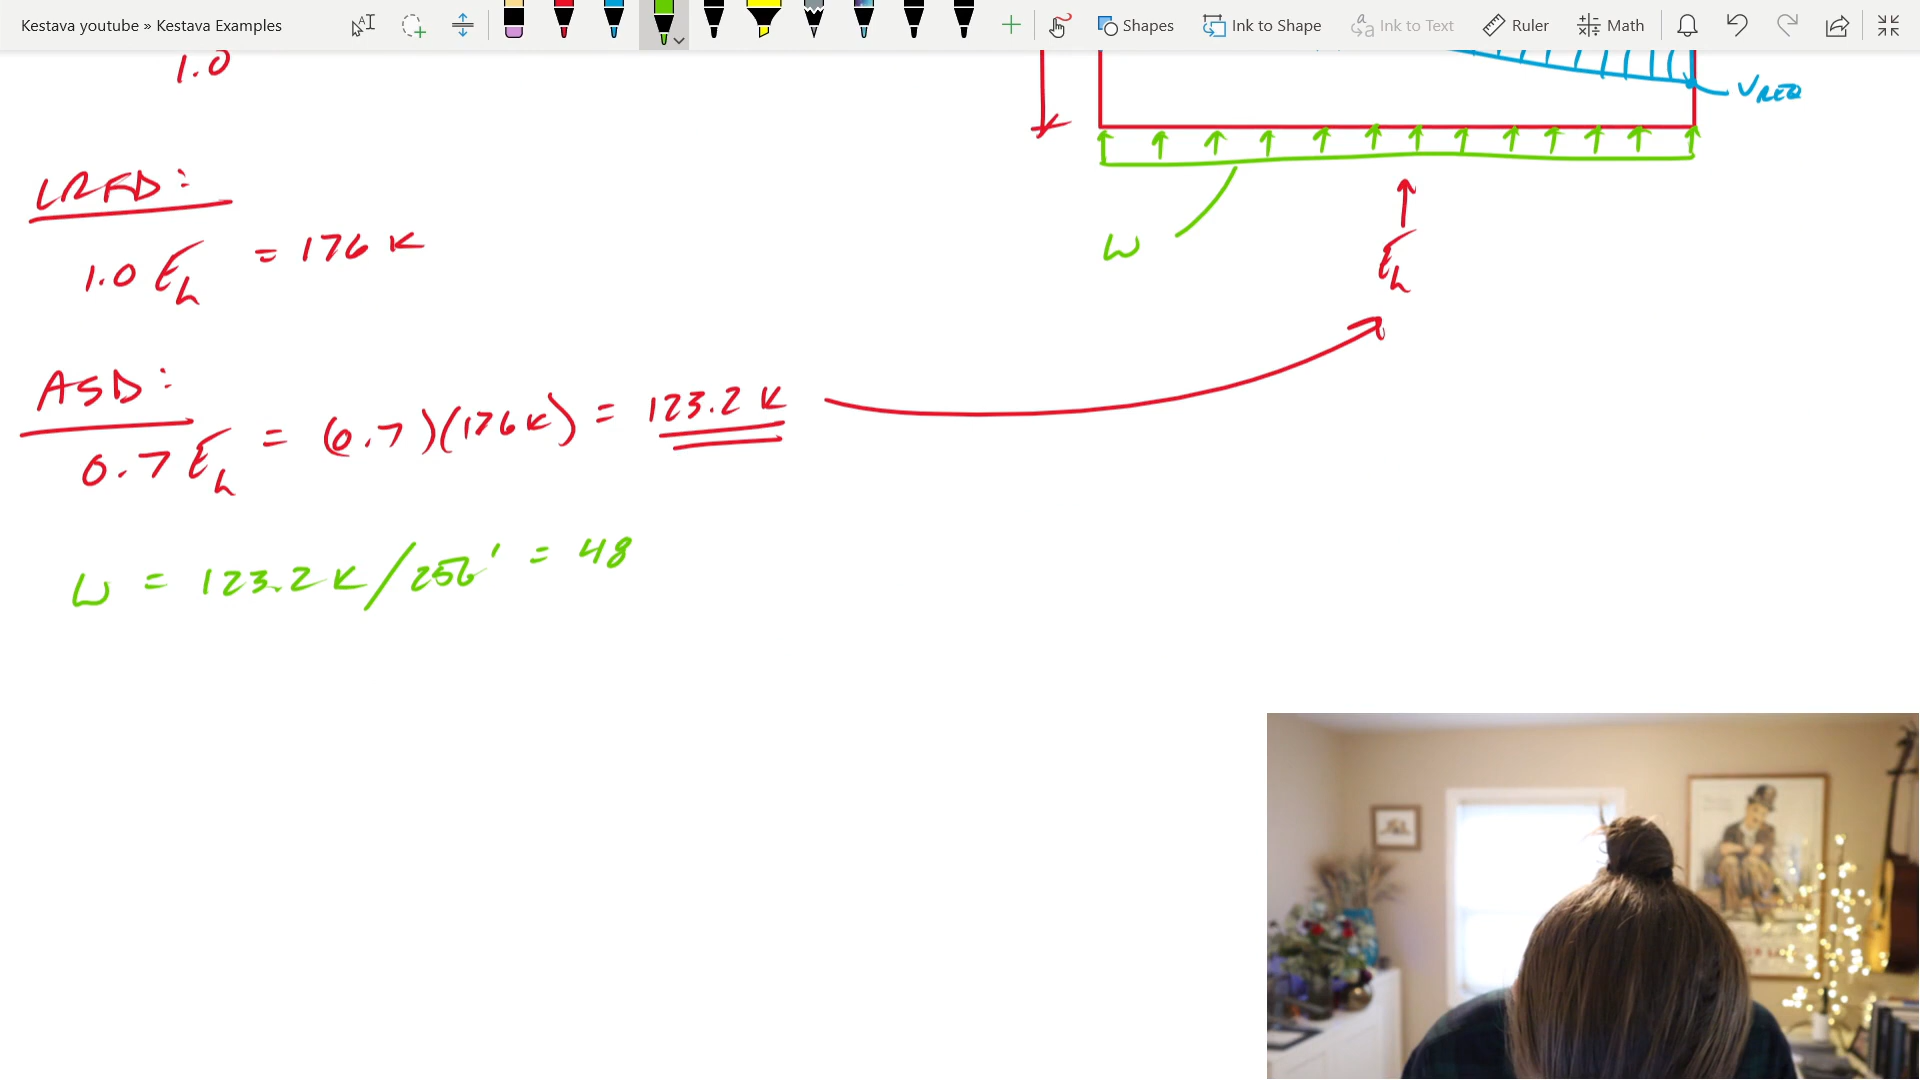 Kestava youtube » Kestava Examples
Shapes
Ink to Shape
Ink to Text
Ruler
Math
1.0
VREQ
LRFD:
1.0 Eh = 176 K
W
Eh
ASD:
0.7 Eh = (0.7)(176K) = 123.2 K
W = 123.2 K/256' = 48